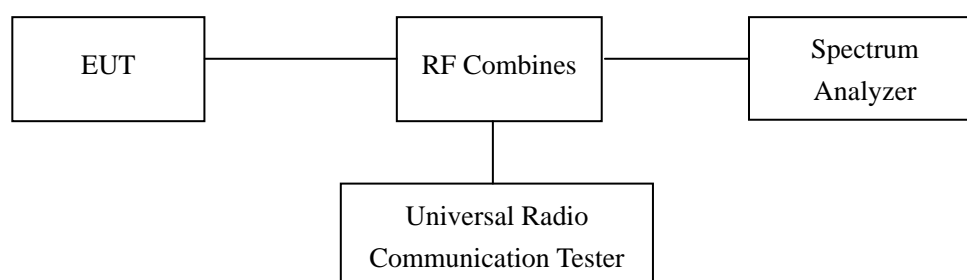 EUT
RF Combines
Spectrum
Analyzer
Universal Radio
Communication Tester